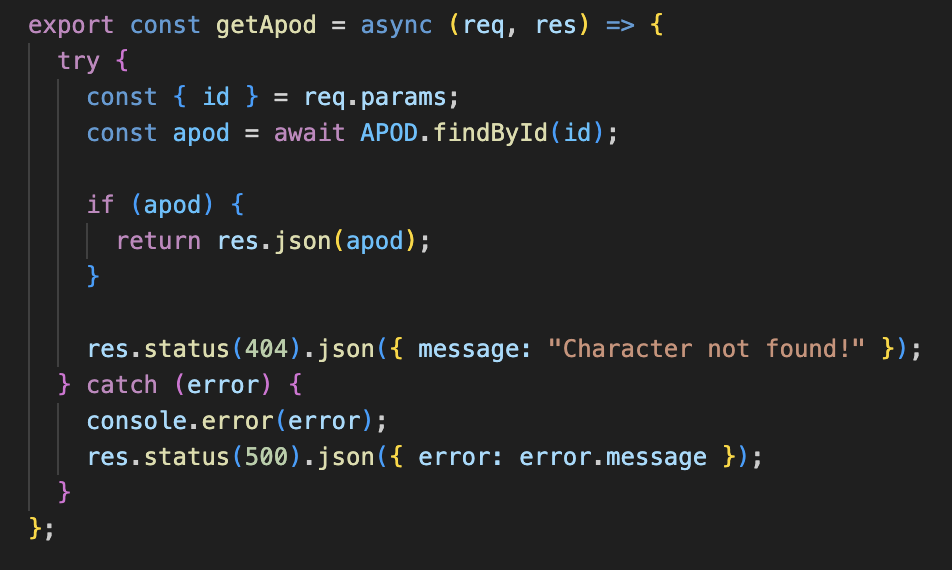 export const getApod = async (req, res) => {
  try {
    const { id } = req.params;
    const apod = await APOD.findById(id);

    if (apod) {
      return res.json(apod);
    }

    res.status(404).json({ message: "Character not found!" });
  } catch (error) {
    console.error(error);
    res.status(500).json({ error: error.message });
  }
};